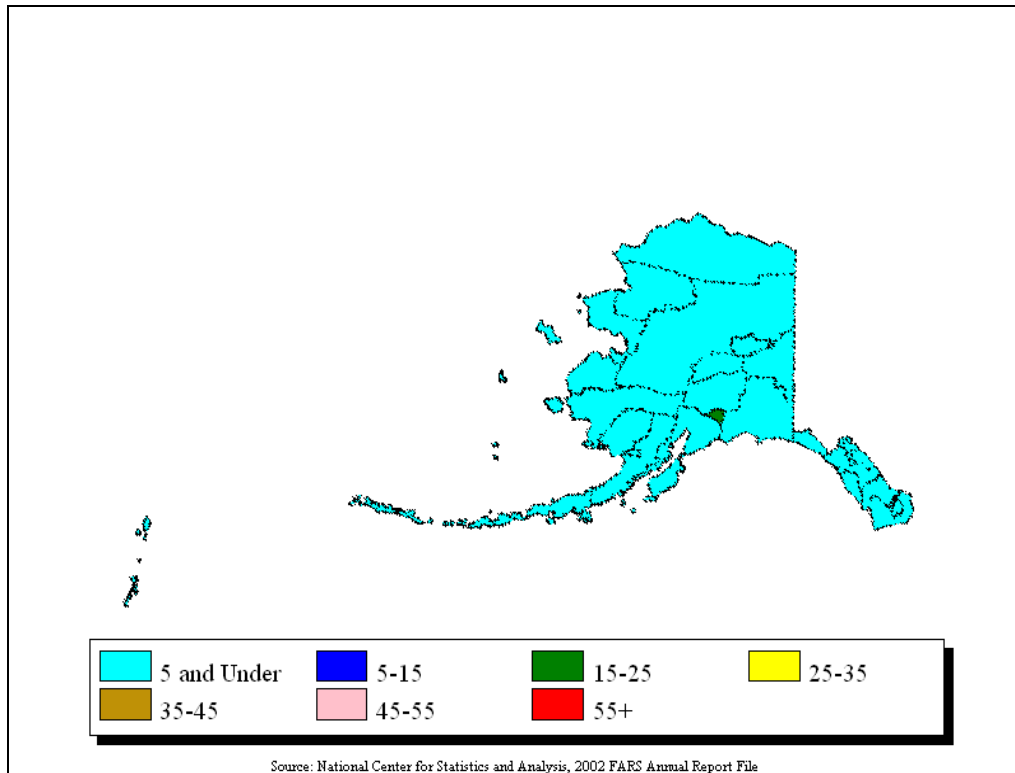 5 and Under 5-15 15-25 25-35
35-45 45-55 55+
Source: National Center for Statistics and Analysis, 2002 FARS Annual Report File